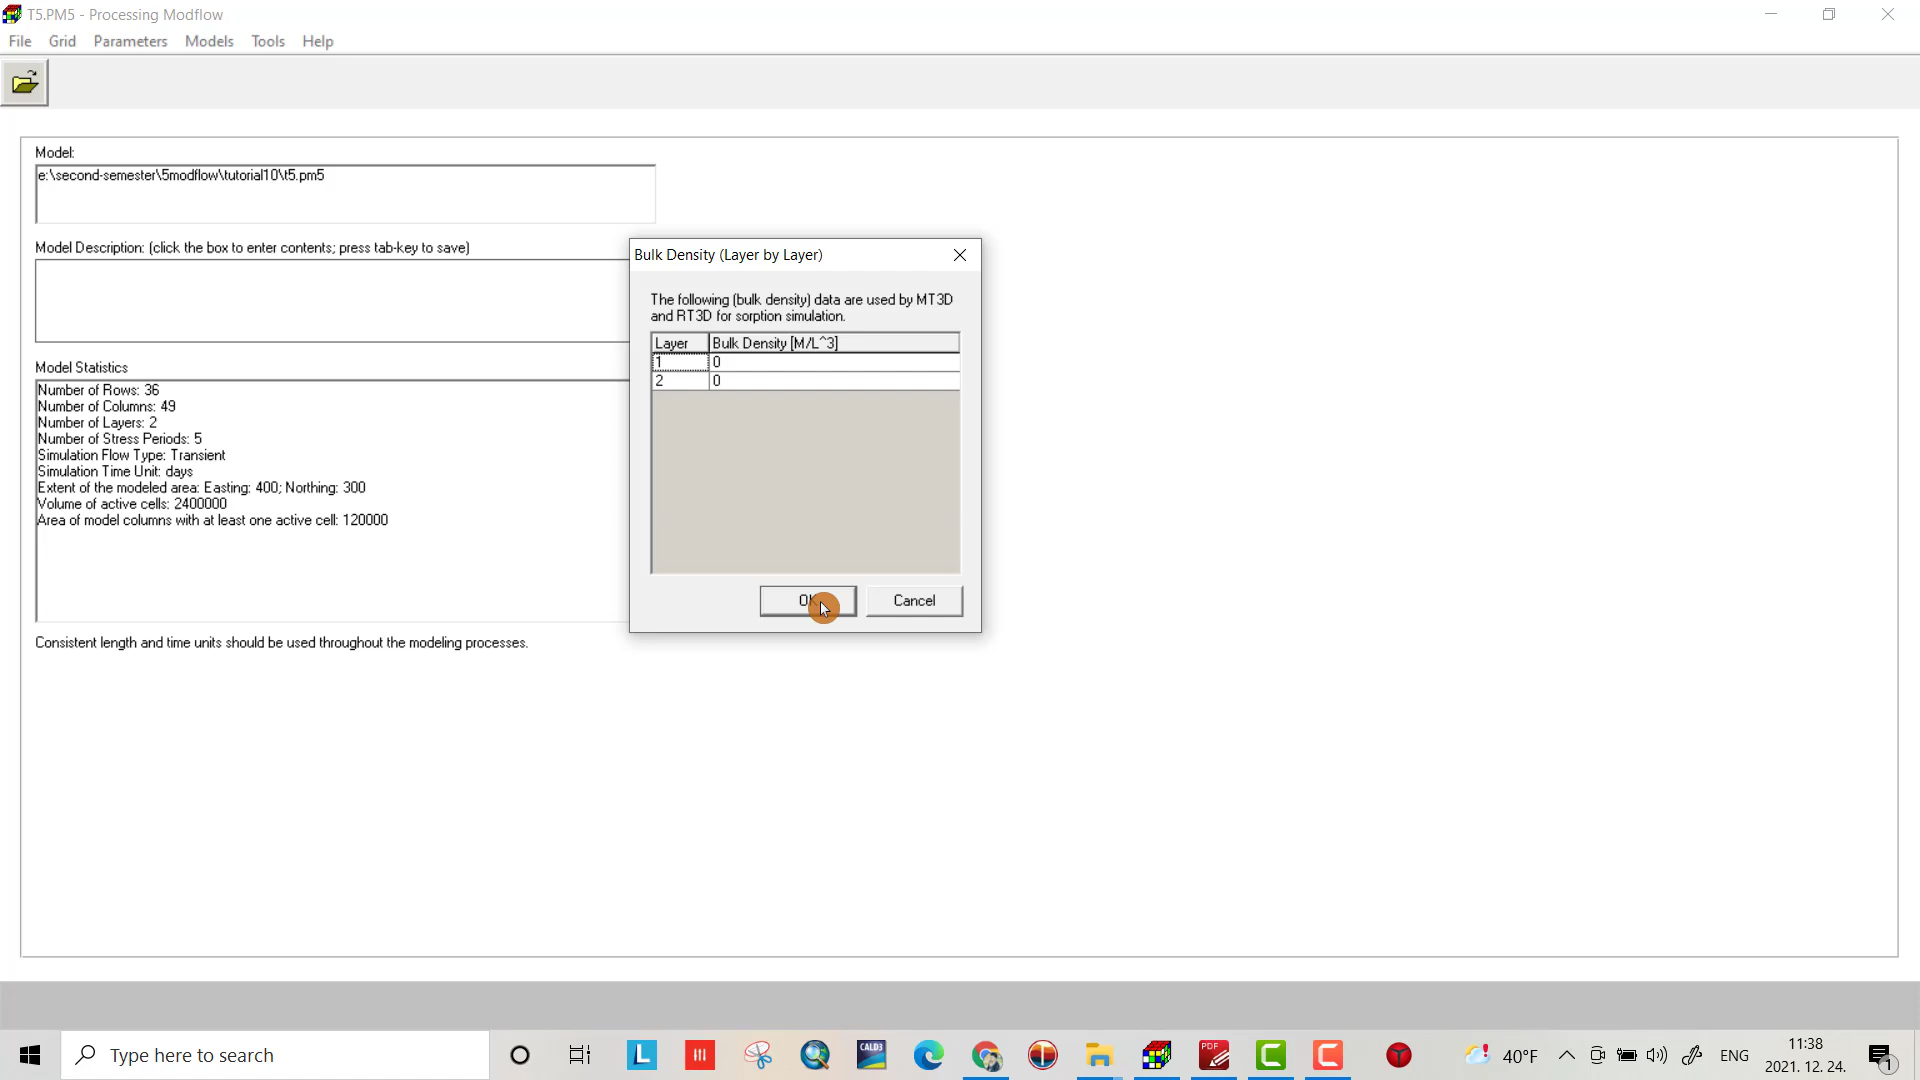 T5.PM5 - Processing Modflow
File Grid Parameters Models Tools Help
Model:
e:\second-semester\5modflow\tutorial10\t5.pm5
Model Description: (click the box to enter contents; press tab-key to save)
Model Statistics
Number of Rows: 36
Number of Columns: 49
Number of Layers: 2
Number of Stress Periods: 5
Simulation Flow Type: Transient
Simulation Time Unit: days
Extent of the modeled area: Easting: 400; Northing: 300
Volume of active cells: 2400000
Area of model columns with at least one active cell: 120000
Consistent length and time units should be used throughout the modeling processes.
Bulk Density (Layer by Layer)
The following (bulk density) data are used by MT3D
and RT3D for sorption simulation.
Layer Bulk Density [M/L^3]
1 0
2 0
OK Cancel
Type here to search
L
CALD3
PDF
C
C
40°F
ENG
11:38
2021. 12. 24.
1